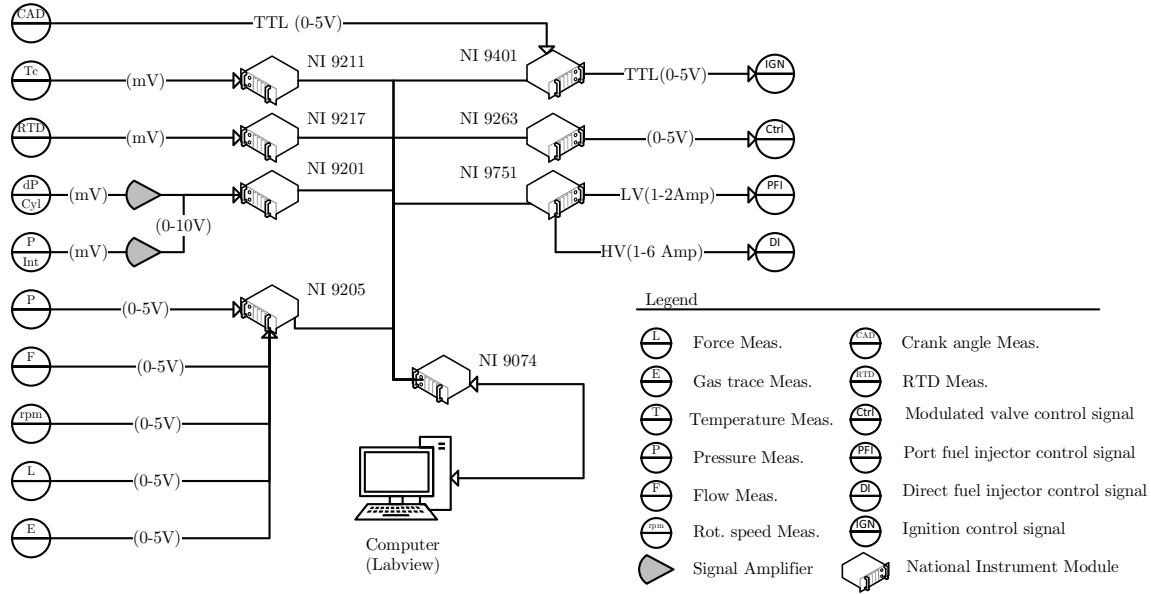 CAD
TTL (0-5V)
NI 9211
NI 9401
Tc
(mV)
TTL(0-5V)
IGN
RTD
(mV)
NI 9217
NI 9263
(0-5V)
Ctrl
NI 9201
NI 9751
dP
Cyl
(mV)
LV(1-2Amp)
PFI
(0-10V)
P
Int
(mV)
HV(1-6 Amp)
DI
P
(0-5V)
NI 9205
F
(0-5V)
rpm
(0-5V)
L
(0-5V)
E
(0-5V)
NI 9074
Computer
(Labview)
Legend
L
Force Meas.
CAD
Crank angle Meas.
E
Gas trace Meas.
RTD
RTD Meas.
T
Temperature Meas.
Ctrl
Modulated valve control signal
P
Pressure Meas.
PFI
Port fuel injector control signal
F
Flow Meas.
DI
Direct fuel injector control signal
rpm
Rot. speed Meas.
IGN
Ignition control signal
Signal Amplifier
National Instrument Module